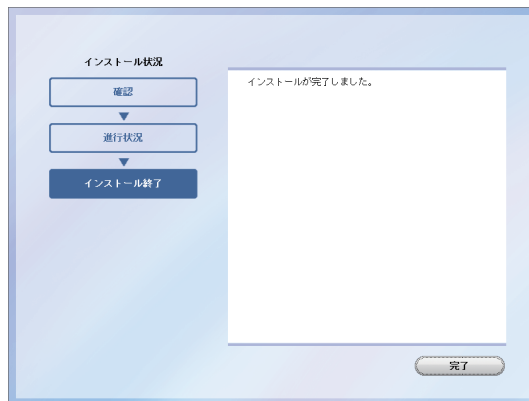 インストール状況
確認
進行状況
インストール終了
インストールが完了しました。
完了